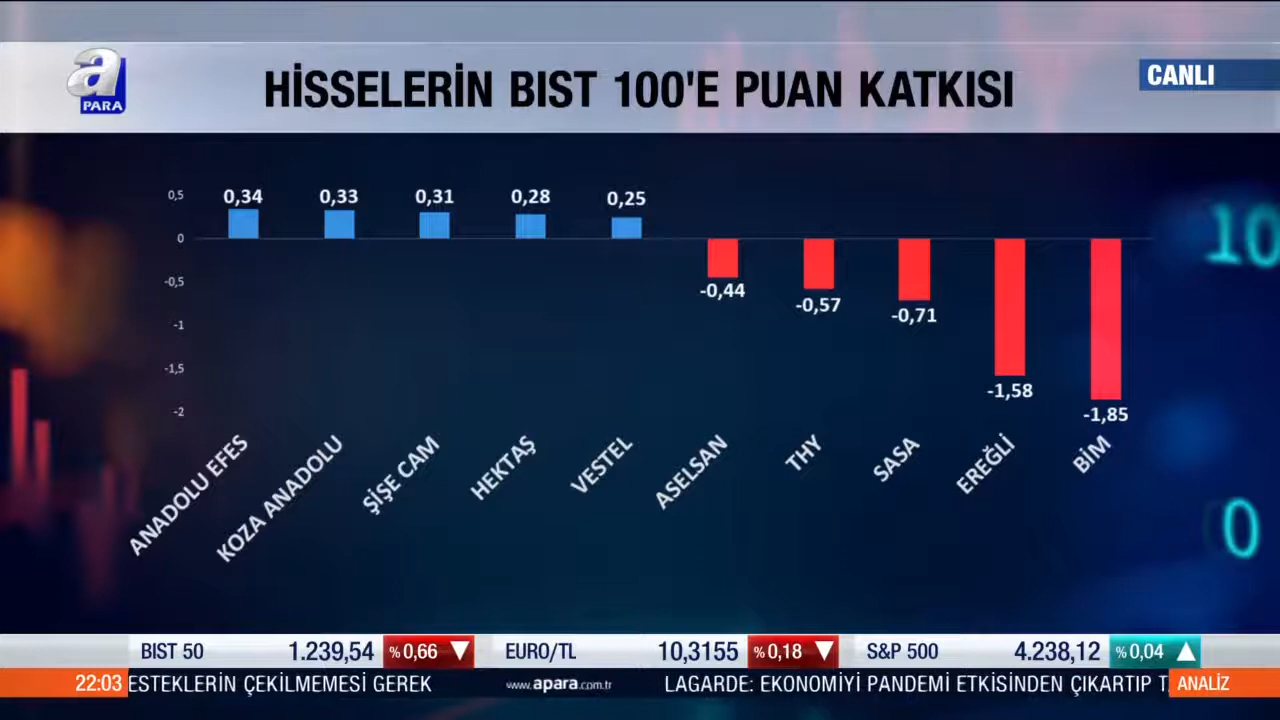 a
PARA
HİSSELERİN BIST 100'E PUAN KATKISI
CANLI
0,5
0
-0,5
-1
-1,5
-2
0,34
0,33
0,31
0,28
0,25
-0,44
-0,57
-0,71
-1,58
-1,85
ANADOLU EFES
KOZA ANADOLU
ŞİŞE CAM
HEKTAŞ
VESTEL
ASELSAN
THY
SASA
EREĞLİ
BİM
10
0
BIST 50 1.239,54 %0,66 ▼ EURO/TL 10,3155 %0,18 ▼ S&P 500 4.238,12 %0,04 ▲
22:03 ESTEKLERİN ÇEKİLMEMESİ GEREK www.apara.com.tr LAGARDE: EKONOMİYİ PANDEMİ ETKİSİNDEN ÇIKARTIP ANALİZ